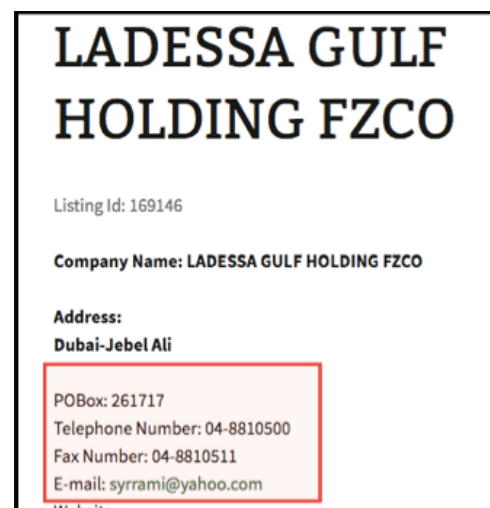 LADESSA GULF
HOLDING FZCO
Listing Id: 169146
Company Name: LADESSA GULF HOLDING FZCO
Address:
Dubai-Jebel Ali
POBox: 261717
Telephone Number: 04-8810500
Fax Number: 04-8810511
E-mail: syrrami@yahoo.com